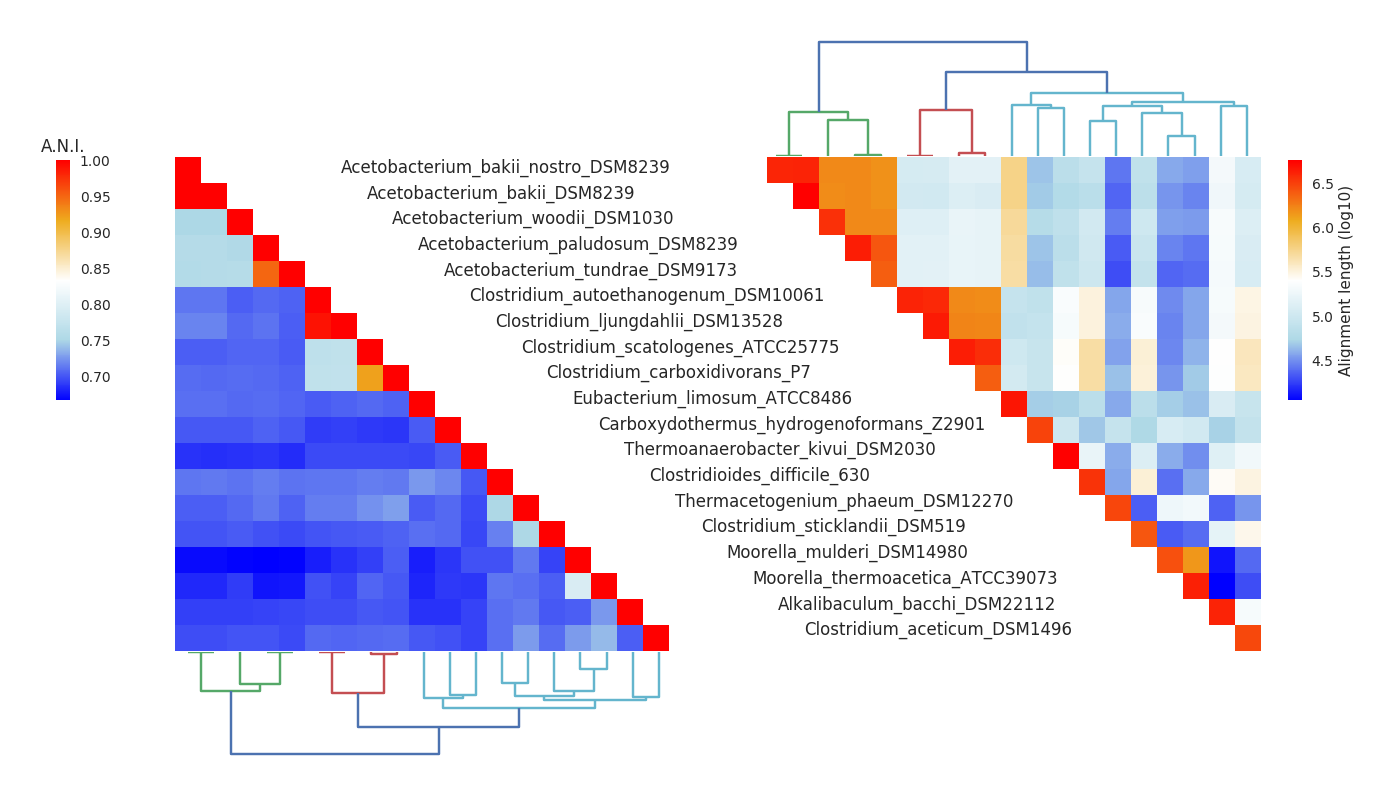 A.N.I.
1.00
0.95
0.90
0.85
0.80
0.75
0.70
Acetobacterium_bakii_nostro_DSM8239
Acetobacterium_bakii_DSM8239
Acetobacterium_woodii_DSM1030
Acetobacterium_paludosum_DSM8239
Acetobacterium_tundrae_DSM9173
Clostridium_autoethanogenum_DSM10061
Clostridium_ljungdahlii_DSM13528
Clostridium_scatologenes_ATCC25775
Clostridium_carboxidivorans_P7
Eubacterium_limosum_ATCC8486
Carboxydothermus_hydrogenoformans_Z2901
Thermoanaerobacter_kivui_DSM2030
Clostridioides_difficile_630
Thermacetogenium_phaeum_DSM12270
Clostridium_sticklandii_DSM519
Moorella_mulderi_DSM14980
Moorella_thermoacetica_ATCC39073
Alkalibaculum_bacchi_DSM22112
Clostridium_aceticum_DSM1496
6.5
6.0
5.5
5.0
4.5
Alignment length (log10)